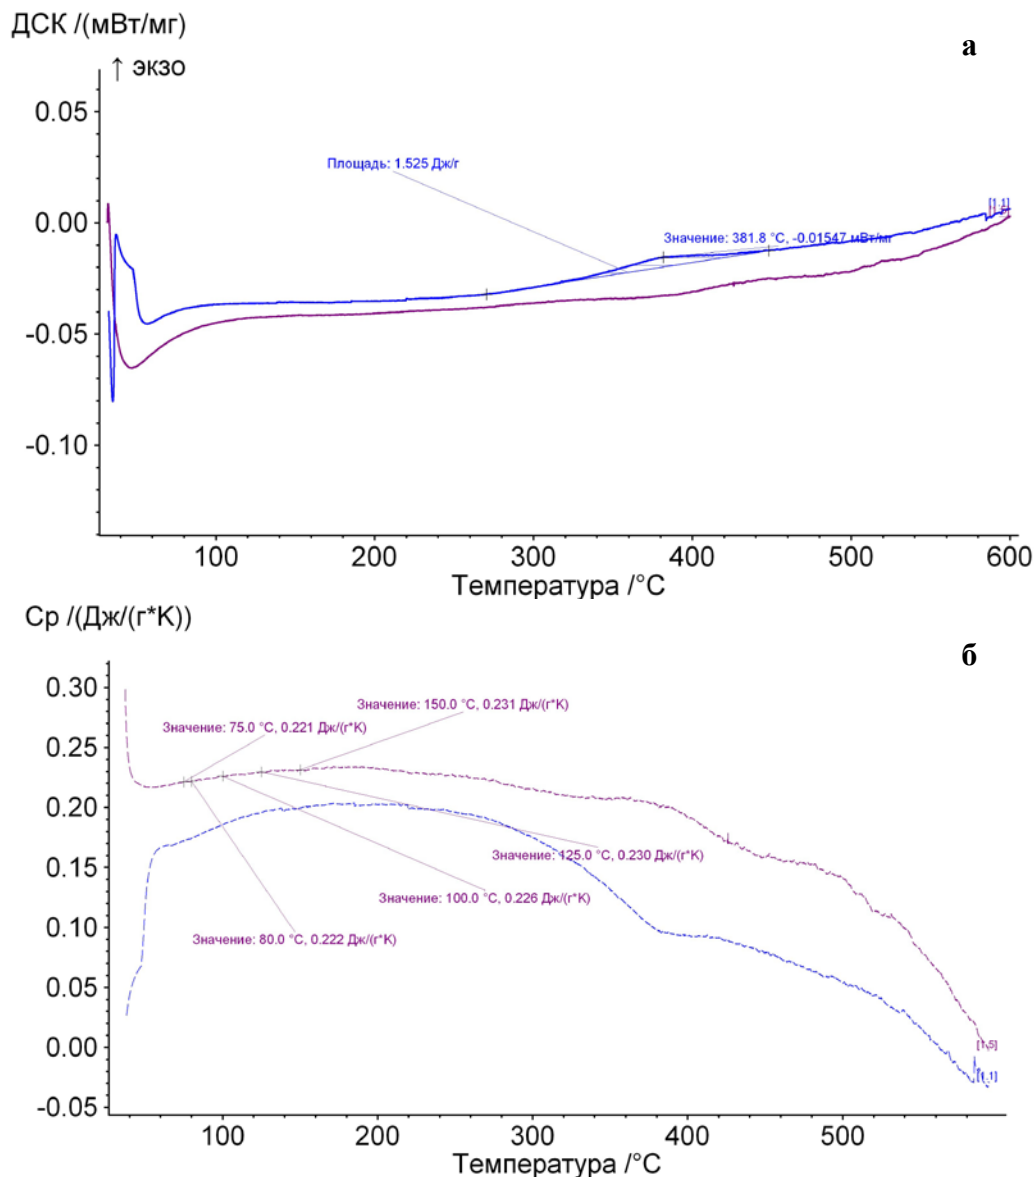 ДСК /(мВт/мг)
а
↑ экзо
0.05
Площадь: 1.525 Дж/г
[1.1]
0.00
Значение: 381.8 °C, -0.01547 мВт/мг
-0.05
-0.10
100 200 300 400 500 600
Температура /°C
Cp /(Дж/(г*K))
б
0.30
Значение: 150.0 °C, 0.231 Дж/(г*K)
Значение: 75.0 °C, 0.221 Дж/(г*K)
0.25
0.20
Значение: 125.0 °C, 0.230 Дж/(г*K)
0.15
Значение: 100.0 °C, 0.226 Дж/(г*K)
0.10
Значение: 80.0 °C, 0.222 Дж/(г*K)
0.05
0.00
[1.5]
[1.1]
-0.05
100 200 300 400 500
Температура /°C